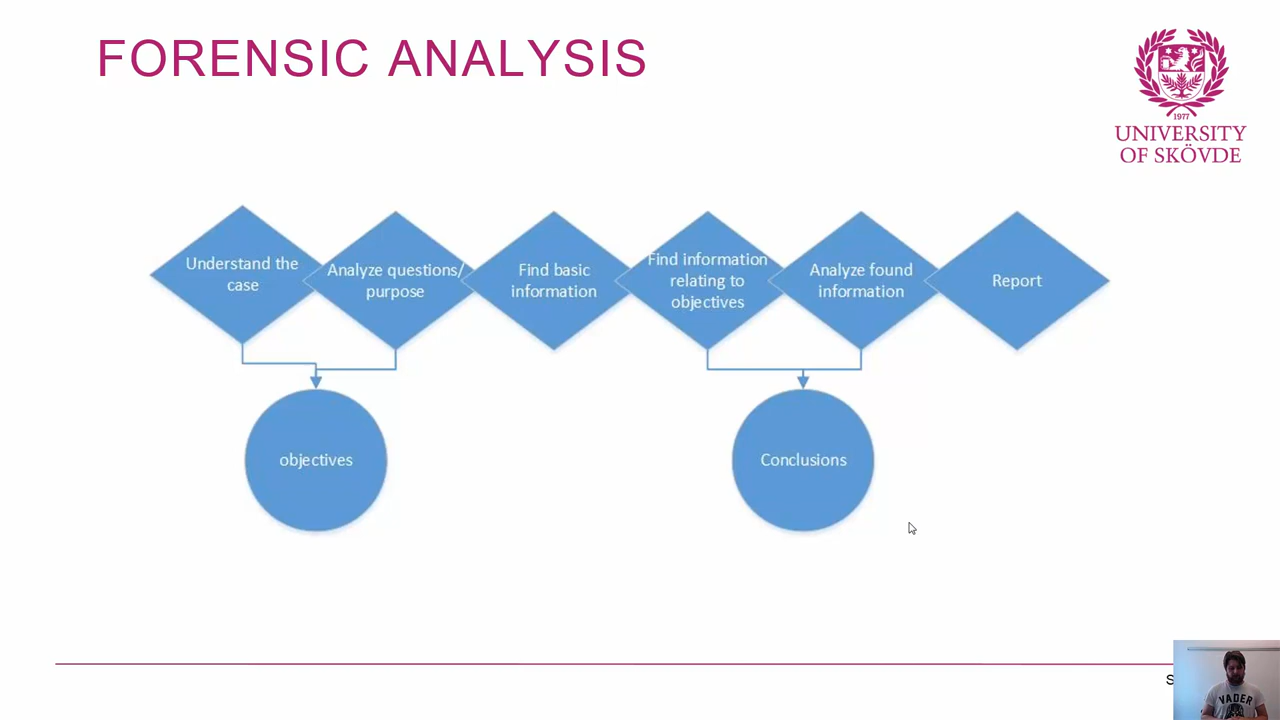 FORENSIC ANALYSIS
1977
UNIVERSITY
OF SKÖVDE
Understand the
case
Analyze questions/
purpose
Find basic
information
Find information
relating to
objectives
Analyze found
information
Report
objectives
Conclusions
S
VADER